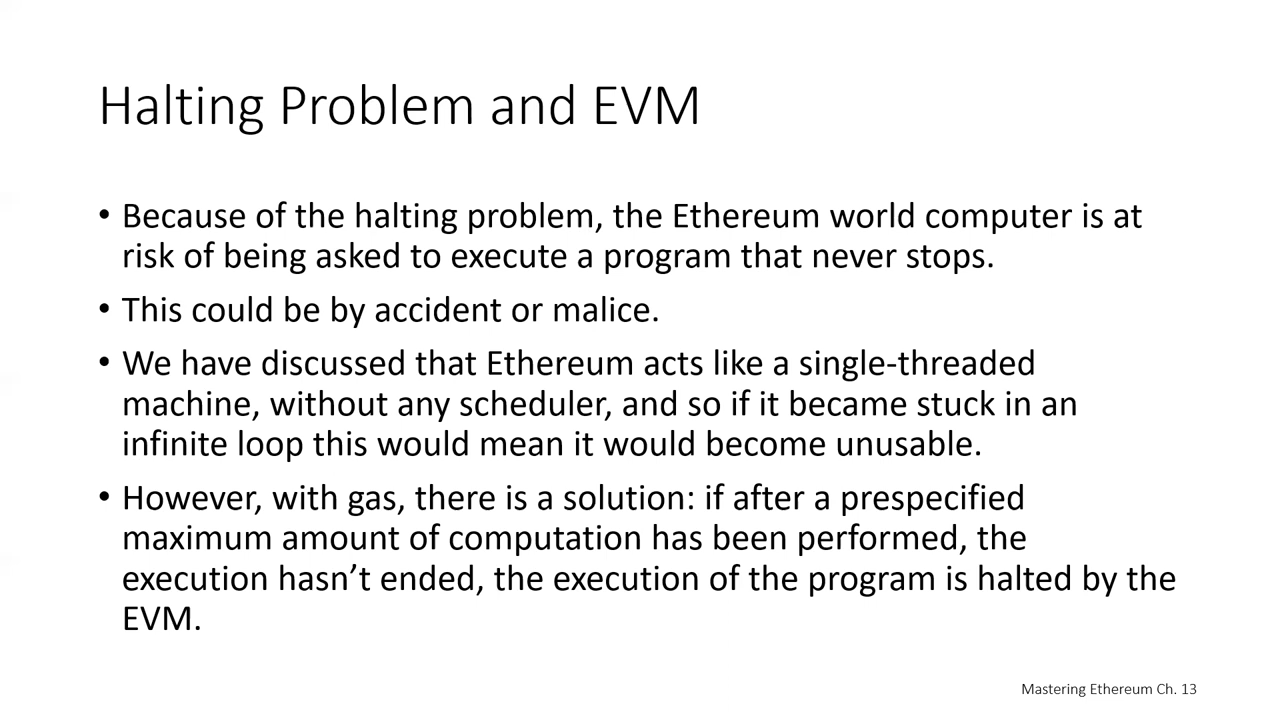 Halting Problem and EVM
• Because of the halting problem, the Ethereum world computer is at
risk of being asked to execute a program that never stops.
• This could be by accident or malice.
• We have discussed that Ethereum acts like a single-threaded
machine, without any scheduler, and so if it became stuck in an
infinite loop this would mean it would become unusable.
• However, with gas, there is a solution: if after a prespecified
maximum amount of computation has been performed, the
execution hasn’t ended, the execution of the program is halted by the
EVM.
Mastering Ethereum Ch. 13